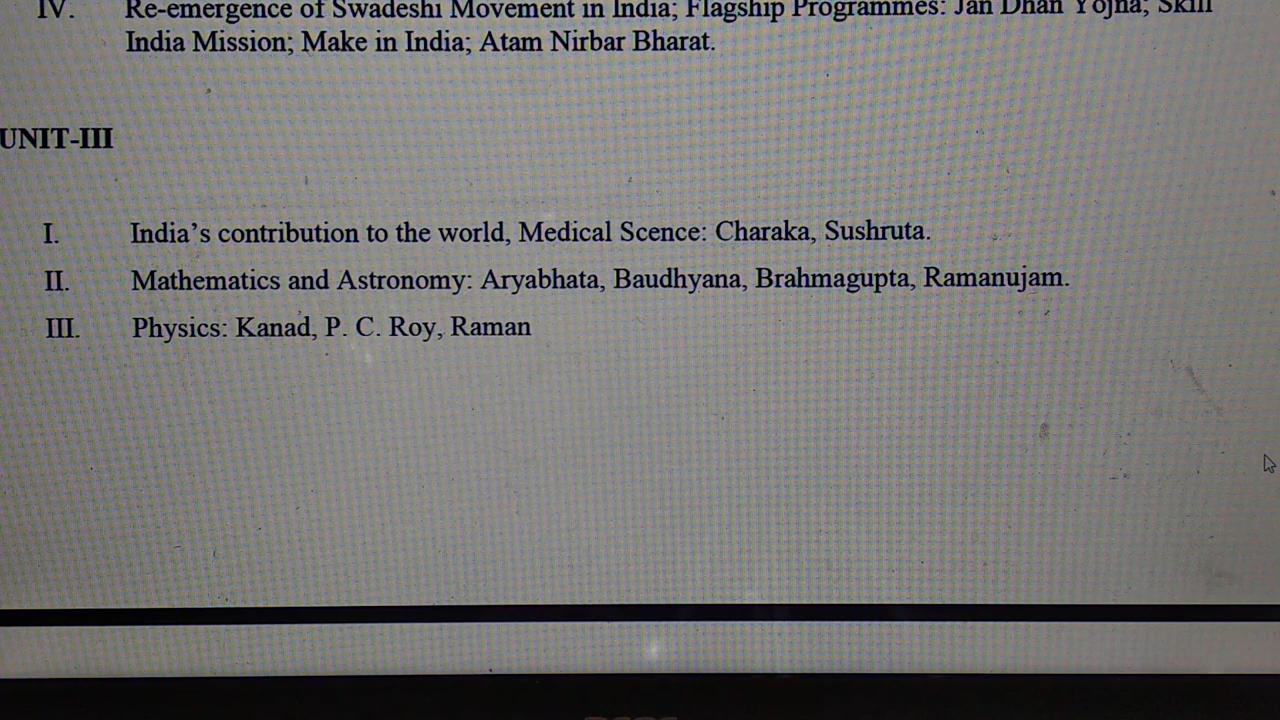 IV. Re-emergence of Swadeshi Movement in India; Flagship Programmes: Jan Dhan Yojna; Skill
India Mission; Make in India; Atam Nirbar Bharat.
UNIT-III
I. India’s contribution to the world, Medical Scence: Charaka, Sushruta.
II. Mathematics and Astronomy: Aryabhata, Baudhyana, Brahmagupta, Ramanujam.
III. Physics: Kanad, P. C. Roy, Raman